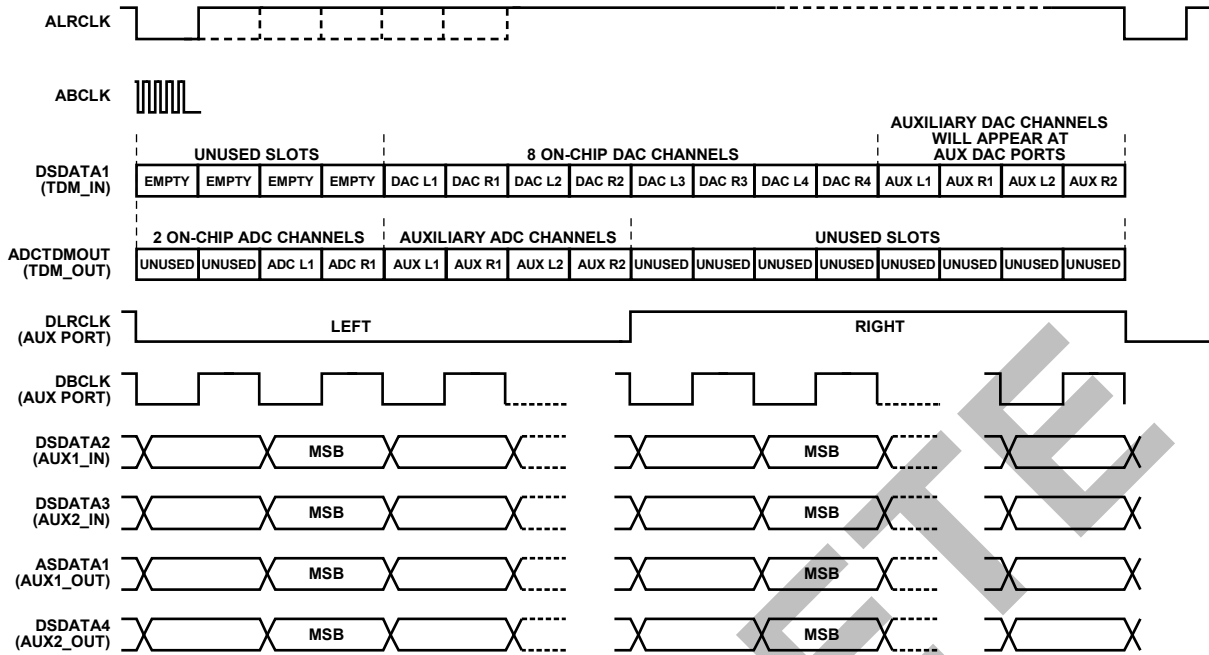 ALRCLK
ABCLK
AUXILIARY DAC CHANNELS
WILL APPEAR AT
AUX DAC PORTS
UNUSED SLOTS 8 ON-CHIP DAC CHANNELS
DSDATA1
(TDM_IN)
EMPTY EMPTY EMPTY EMPTY DAC L1 DAC R1 DAC L2 DAC R2 DAC L3 DAC R3 DAC L4 DAC R4 AUX L1 AUX R1 AUX L2 AUX R2
2 ON-CHIP ADC CHANNELS AUXILIARY ADC CHANNELS UNUSED SLOTS
ADCTDMOUT
(TDM_OUT)
UNUSED UNUSED ADC L1 ADC R1 AUX L1 AUX R1 AUX L2 AUX R2 UNUSED UNUSED UNUSED UNUSED UNUSED UNUSED UNUSED UNUSED
DLRCLK
(AUX PORT)
LEFT RIGHT
DBCLK
(AUX PORT)
DSDATA2
(AUX1_IN)
MSB MSB
DSDATA3
(AUX2_IN)
MSB MSB
ASDATA1
(AUX1_OUT)
MSB MSB
DSDATA4
(AUX2_OUT)
MSB MSB